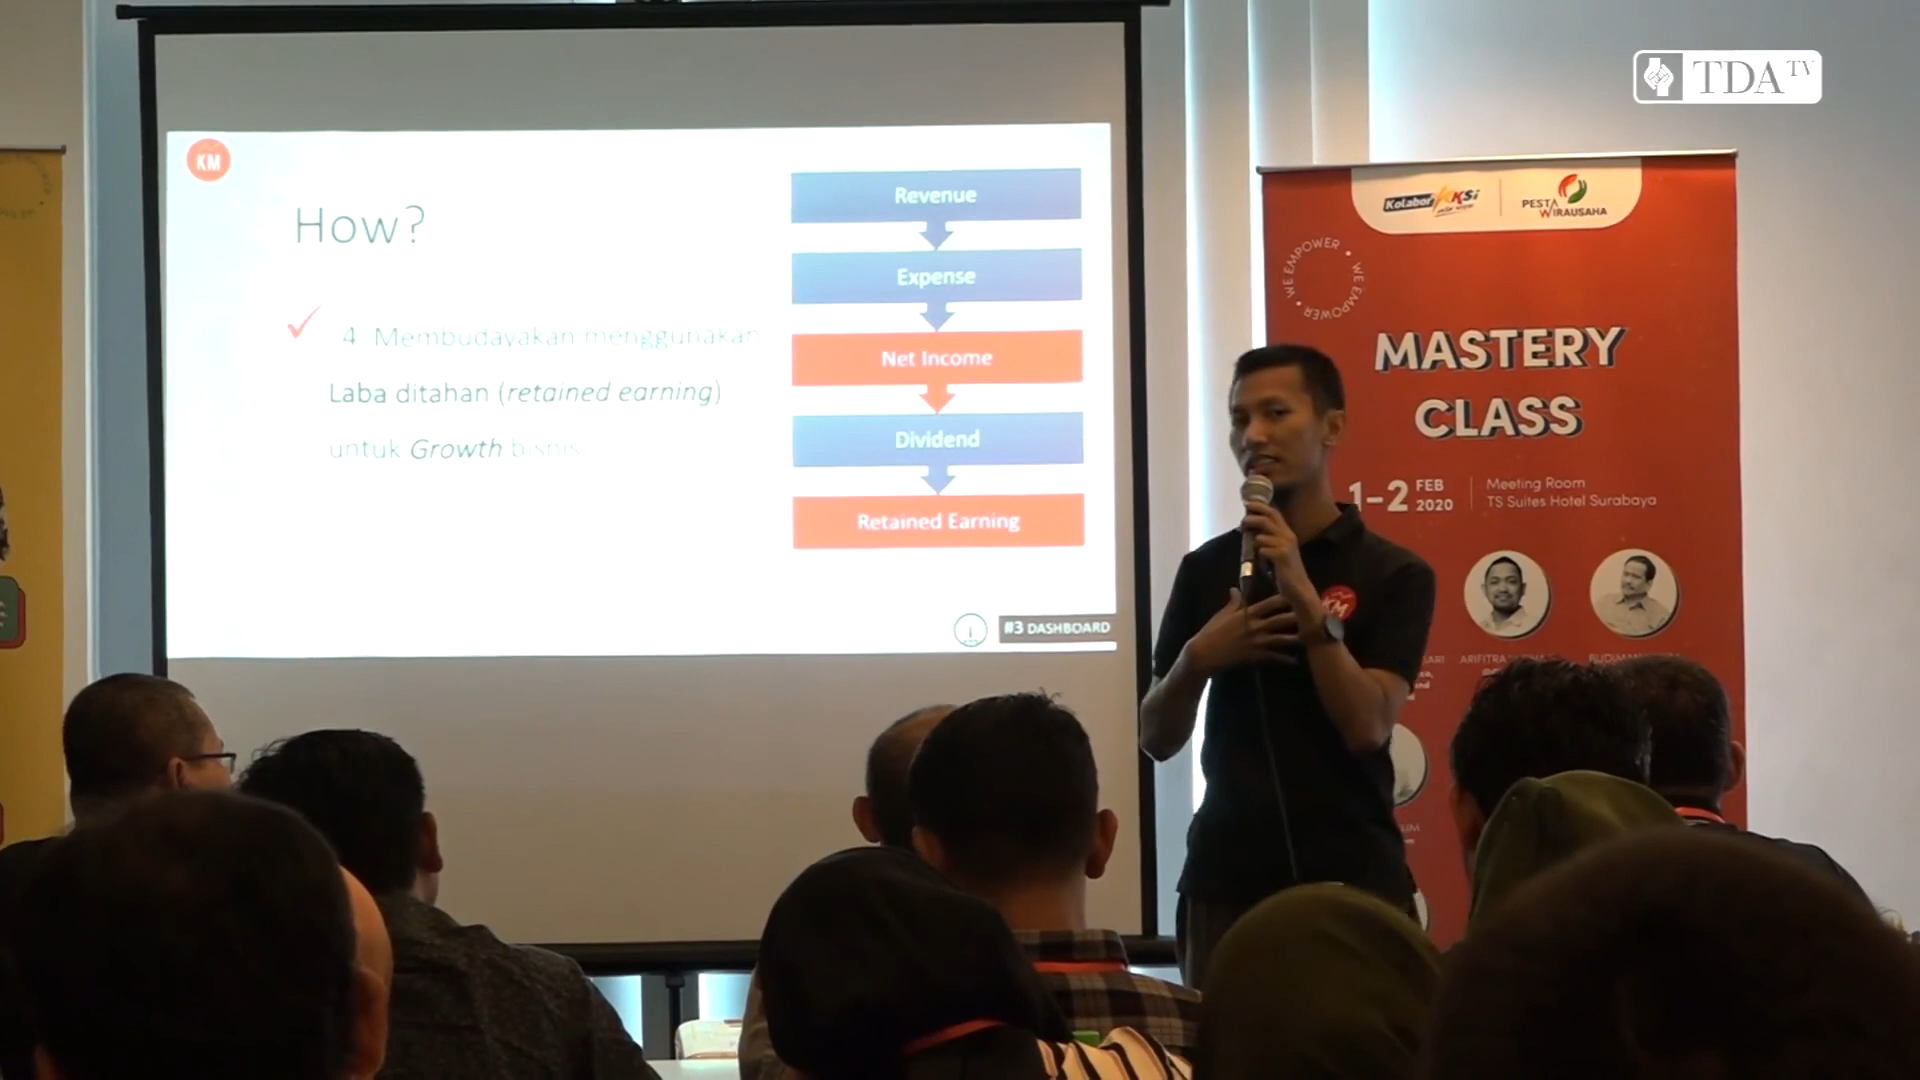 TDA TV
KM
How?
4. Membudayakan menggunakan
Laba ditahan (retained earning)
untuk Growth bisnis
Revenue
Expense
Net Income
Dividend
Retained Earning
#3 DASHBOARD
KolaborAKSi
PESTA
WIRAUSAHA
WE EMPOWER • WE EMPOWER •
MASTERY
CLASS
1-2 FEB
2020
Meeting Room
TS Suites Hotel Surabaya
KM
SARI
ARIFITRA